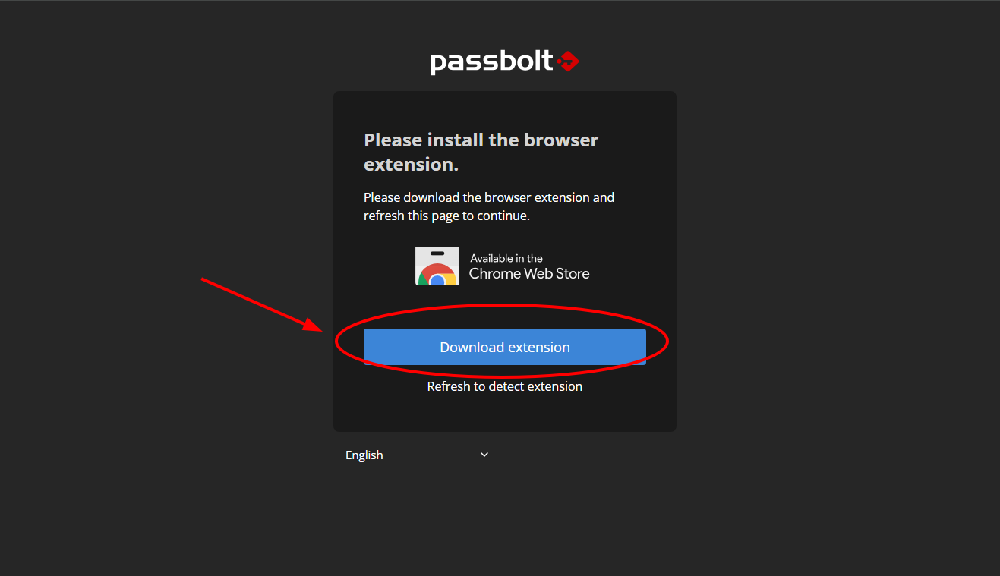 passbolt
Please install the browser
extension.
Please download the browser extension and
refresh this page to continue.
Available in the
Chrome Web Store
Download extension
Refresh to detect extension
English